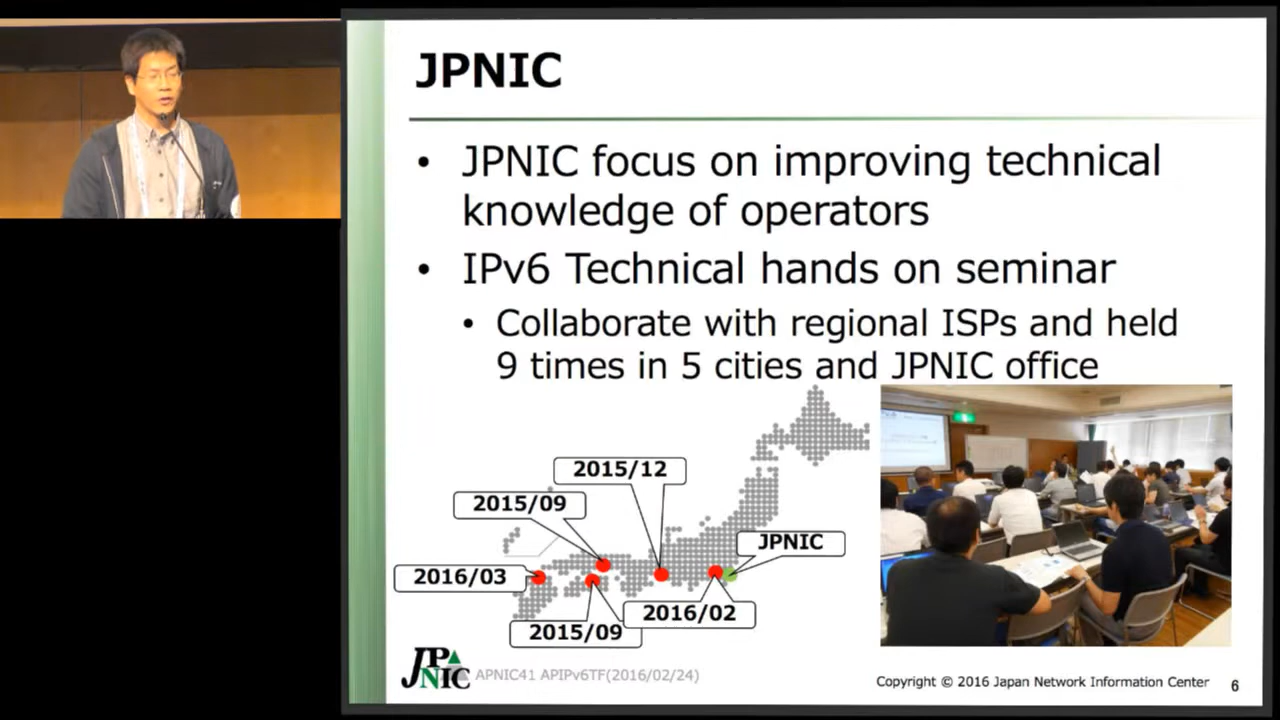 JPNIC
• JPNIC focus on improving technical
knowledge of operators
• IPv6 Technical hands on seminar
• Collaborate with regional ISPs and held
9 times in 5 cities and JPNIC office
2015/12
2015/09
JPNIC
2016/03
2016/02
2015/09
JPNIC
APNIC41 APIPv6TF(2016/02/24)
Copyright © 2016 Japan Network Information Center
6